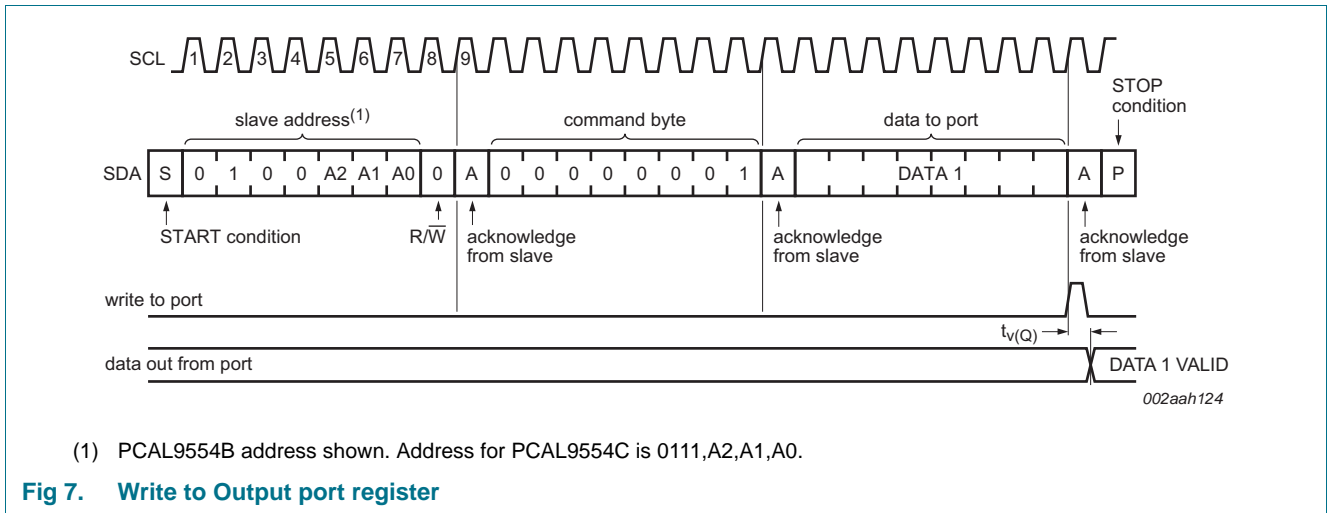 SCL 1 2 3 4 5 6 7 8 9
STOP
condition
slave address(1) command byte data to port
SDA S 0 1 0 0 A2 A1 A0 0 A 0 0 0 0 0 0 0 1 A DATA 1 A P
START condition R/W̅ acknowledge from slave acknowledge from slave acknowledge from slave
write to port
tv(Q)
data out from port DATA 1 VALID
002aah124
(1) PCAL9554B address shown. Address for PCAL9554C is 0111,A2,A1,A0.
Fig 7. Write to Output port register